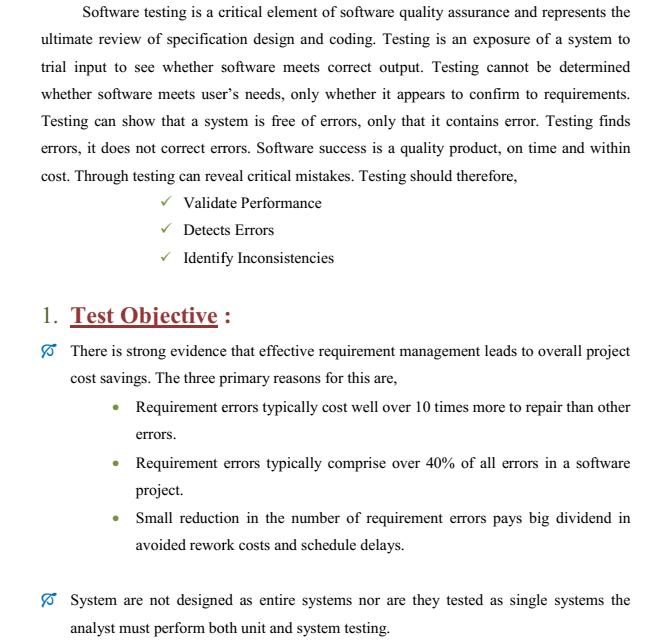 Software testing is a critical element of software quality assurance and represents the
ultimate review of specification design and coding. Testing is an exposure of a system to
trial input to see whether software meets correct output. Testing cannot be determined
whether software meets user's needs, only whether it appears to confirm to requirements.
Testing can show that a system is free of errors, only that it contains error. Testing finds
errors, it does not correct errors. Software success is a quality product, on time and within
cost. Through testing can reveal critical mistakes. Testing should therefore,
✓ Validate Performance
✓ Detects Errors
✓ Identify Inconsistencies
1. Test Objective :
There is strong evidence that effective requirement management leads to overall project
cost savings. The three primary reasons for this are,
• Requirement errors typically cost well over 10 times more to repair than other
errors.
• Requirement errors typically comprise over 40% of all errors in a software
project.
• Small reduction in the number of requirement errors pays big dividend in
avoided rework costs and schedule delays.
System are not designed as entire systems nor are they tested as single systems the
analyst must perform both unit and system testing.